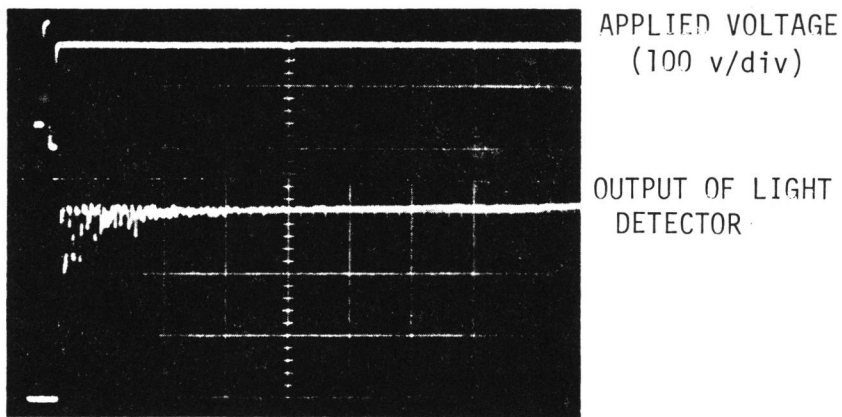 APPLIED VOLTAGE
(100 v/div)
OUTPUT OF LIGHT
DETECTOR